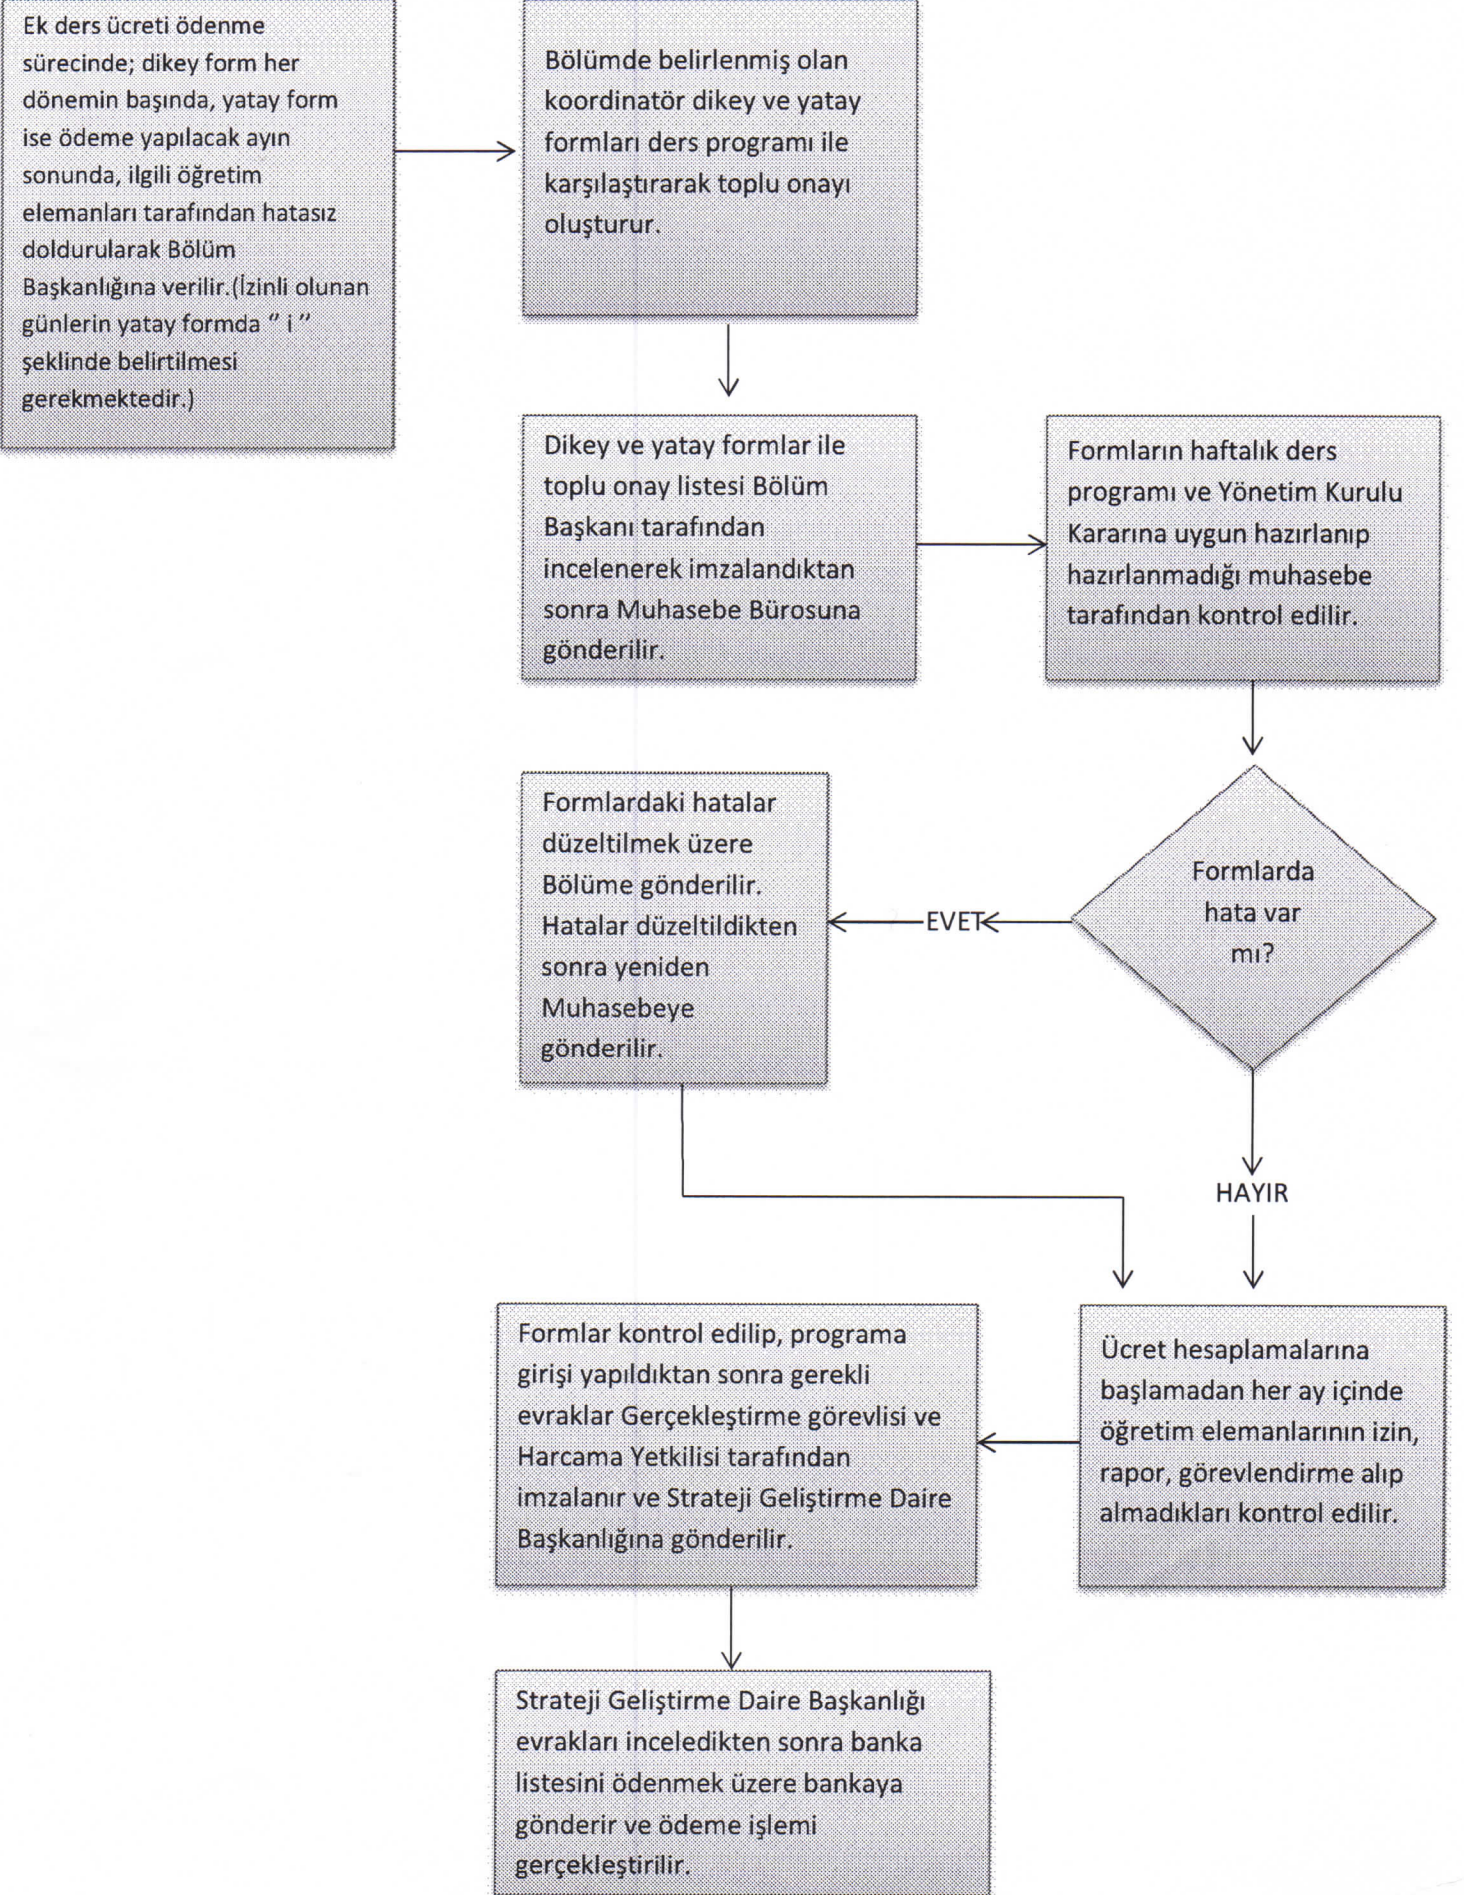 Ek ders ücreti ödenme
sürecinde; dikey form her
dönemin başında, yatay form
ise ödeme yapılacak ayın
sonunda, ilgili öğretim
elemanları tarafından hatasız
doldurularak Bölüm
Başkanlığına verilir.(İzinli olunan
günlerin yatay formda “ i ”
şeklinde belirtilmesi
gerekmektedir.)
Bölümde belirlenmiş olan
koordinatör dikey ve yatay
formları ders programı ile
karşılaştırarak toplu onayı
oluşturur.
Dikey ve yatay formlar ile
toplu onay listesi Bölüm
Başkanı tarafından
incelenerek imzalandıktan
sonra Muhasebe Bürosuna
gönderilir.
Formların haftalık ders
programı ve Yönetim Kurulu
Kararına uygun hazırlanıp
hazırlanmadığı muhasebe
tarafından kontrol edilir.
Formlarda
hata var
mı?
EVET
Formlardaki hatalar
düzeltilmek üzere
Bölüme gönderilir.
Hatalar düzeltildikten
sonra yeniden
Muhasebeye
gönderilir.
HAYIR
Ücret hesaplamalarına
başlamadan her ay içinde
öğretim elemanlarının izin,
rapor, görevlendirme alıp
almadıkları kontrol edilir.
Formlar kontrol edilip, programa
girişi yapıldıktan sonra gerekli
evraklar Gerçekleştirme görevlisi ve
Harcama Yetkilisi tarafından
imzalanır ve Strateji Geliştirme Daire
Başkanlığına gönderilir.
Strateji Geliştirme Daire Başkanlığı
evrakları inceledikten sonra banka
listesini ödenmek üzere bankaya
gönderir ve ödeme işlemi
gerçekleştirilir.